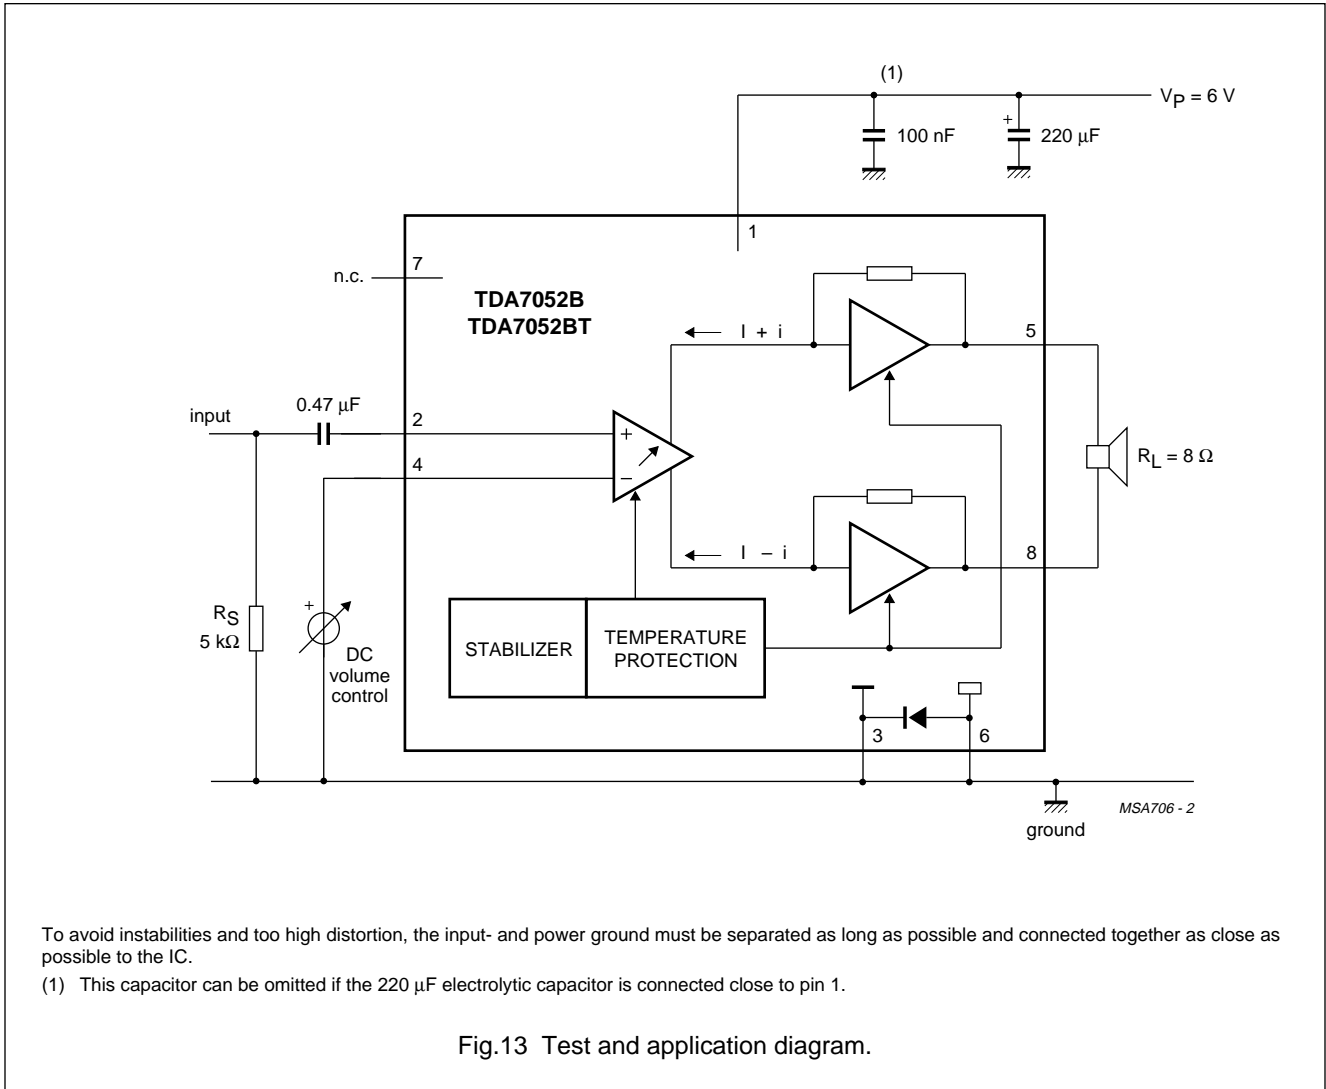 (1)
VP = 6 V
+
100 nF
220 µF
1
n.c.
7
TDA7052B
TDA7052BT
I + i
5
input
0.47 µF
2
+
4
−
RL = 8 Ω
I − i
8
RS
5 kΩ
+
DC
volume
control
STABILIZER
TEMPERATURE
PROTECTION
3
6
MSA706 - 2
ground
To avoid instabilities and too high distortion, the input- and power ground must be separated as long as possible and connected together as close as
possible to the IC.
(1) This capacitor can be omitted if the 220 µF electrolytic capacitor is connected close to pin 1.
Fig.13 Test and application diagram.